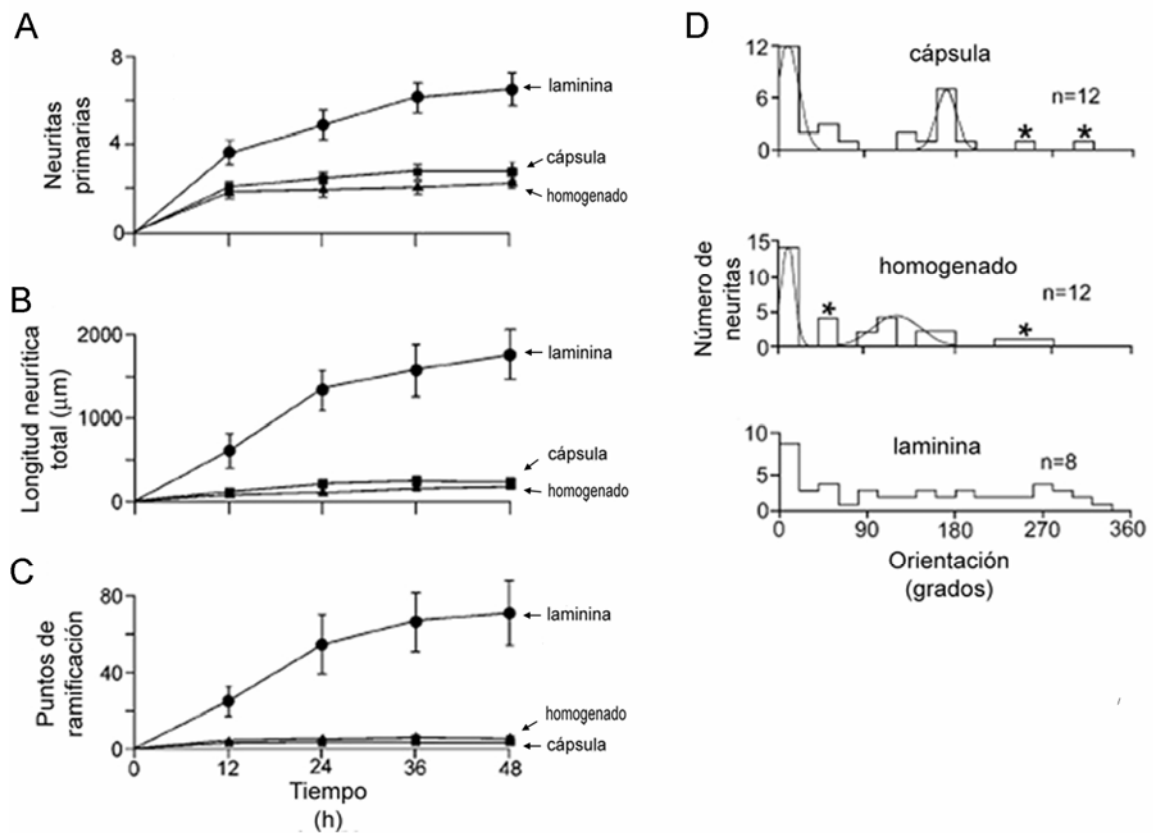 A
8
4
0
Neuritas
primarias
laminina
cápsula
homogenado
B
2000
1000
0
Longitud neurítica
total (µm)
laminina
cápsula
homogenado
C
80
40
0
Puntos de
ramificación
laminina
homogenado
cápsula
0 12 24 36 48
Tiempo
(h)
D
12
6
0
cápsula
n=12
* *
15
10
5
0
Número de
neuritas
homogenado
n=12
* *
10
5
0
laminina
n=8
0 90 180 270 360
Orientación
(grados)